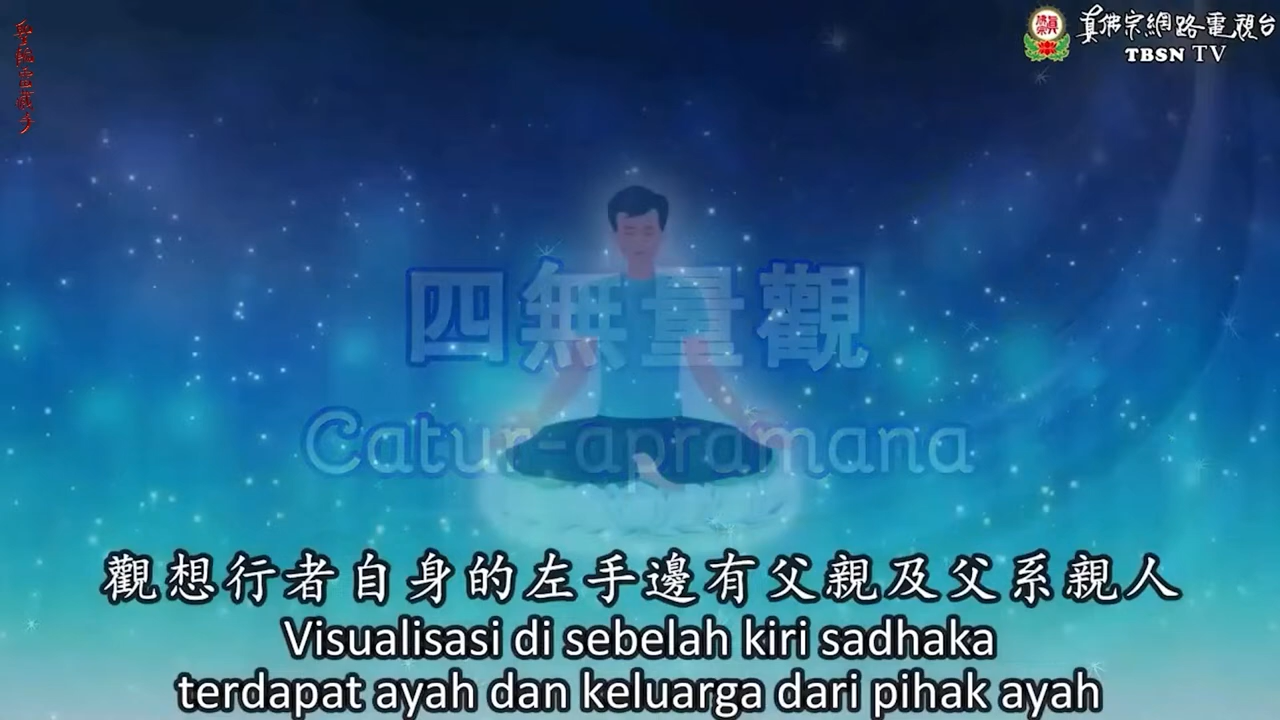 真佛宗網路電視台
TBSN TV
四無量觀
Catur-apramana
觀想行者自身的左手邊有父親及父系親人
Visualisasi di sebelah kiri sadhaka
terdapat ayah dan keluarga dari pihak ayah